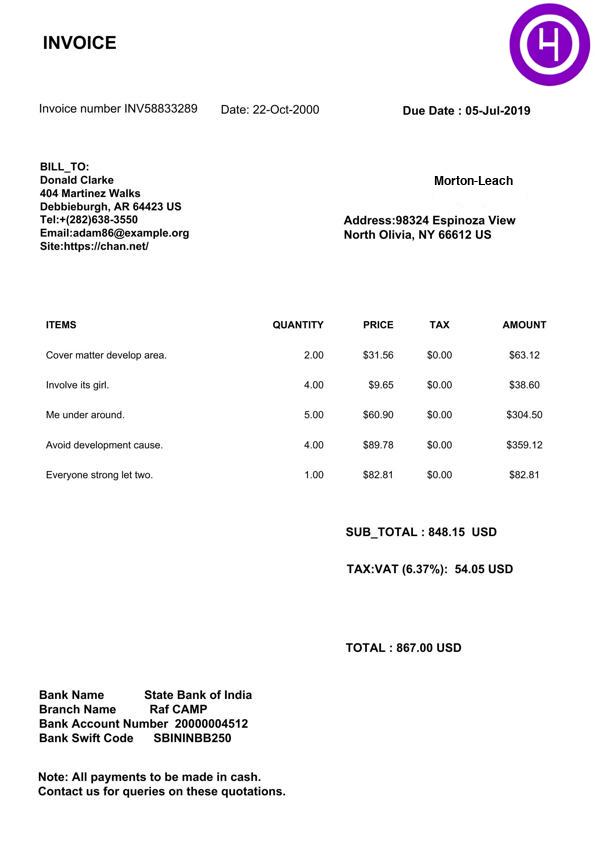 INVOICE
Invoice number INV58833289 Date: 22-Oct-2000 Due Date : 05-Jul-2019
BILL_TO:
Donald Clarke
404 Martinez Walks
Debbieburgh, AR 64423 US
Tel:+(282)638-3550
Email:adam86@example.org
Site:https://chan.net/
Morton-Leach
Address:98324 Espinoza View
North Olivia, NY 66612 US
ITEMS QUANTITY PRICE TAX AMOUNT
Cover matter develop area. 2.00 $31.56 $0.00 $63.12
Involve its girl. 4.00 $9.65 $0.00 $38.60
Me under around. 5.00 $60.90 $0.00 $304.50
Avoid development cause. 4.00 $89.78 $0.00 $359.12
Everyone strong let two. 1.00 $82.81 $0.00 $82.81
SUB_TOTAL : 848.15 USD
TAX:VAT (6.37%): 54.05 USD
TOTAL : 867.00 USD
Bank Name State Bank of India
Branch Name Raf CAMP
Bank Account Number 20000004512
Bank Swift Code SBININBB250
Note: All payments to be made in cash.
Contact us for queries on these quotations.